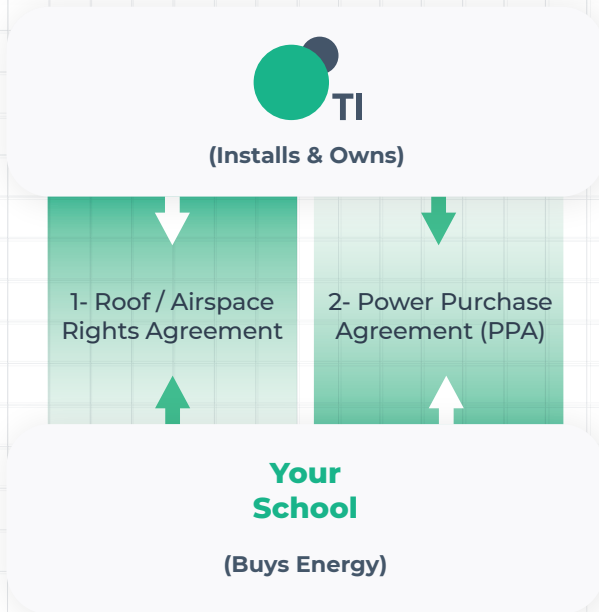 TI
(Installs & Owns)
1- Roof / Airspace
Rights Agreement
2- Power Purchase
Agreement (PPA)
Your
School
(Buys Energy)